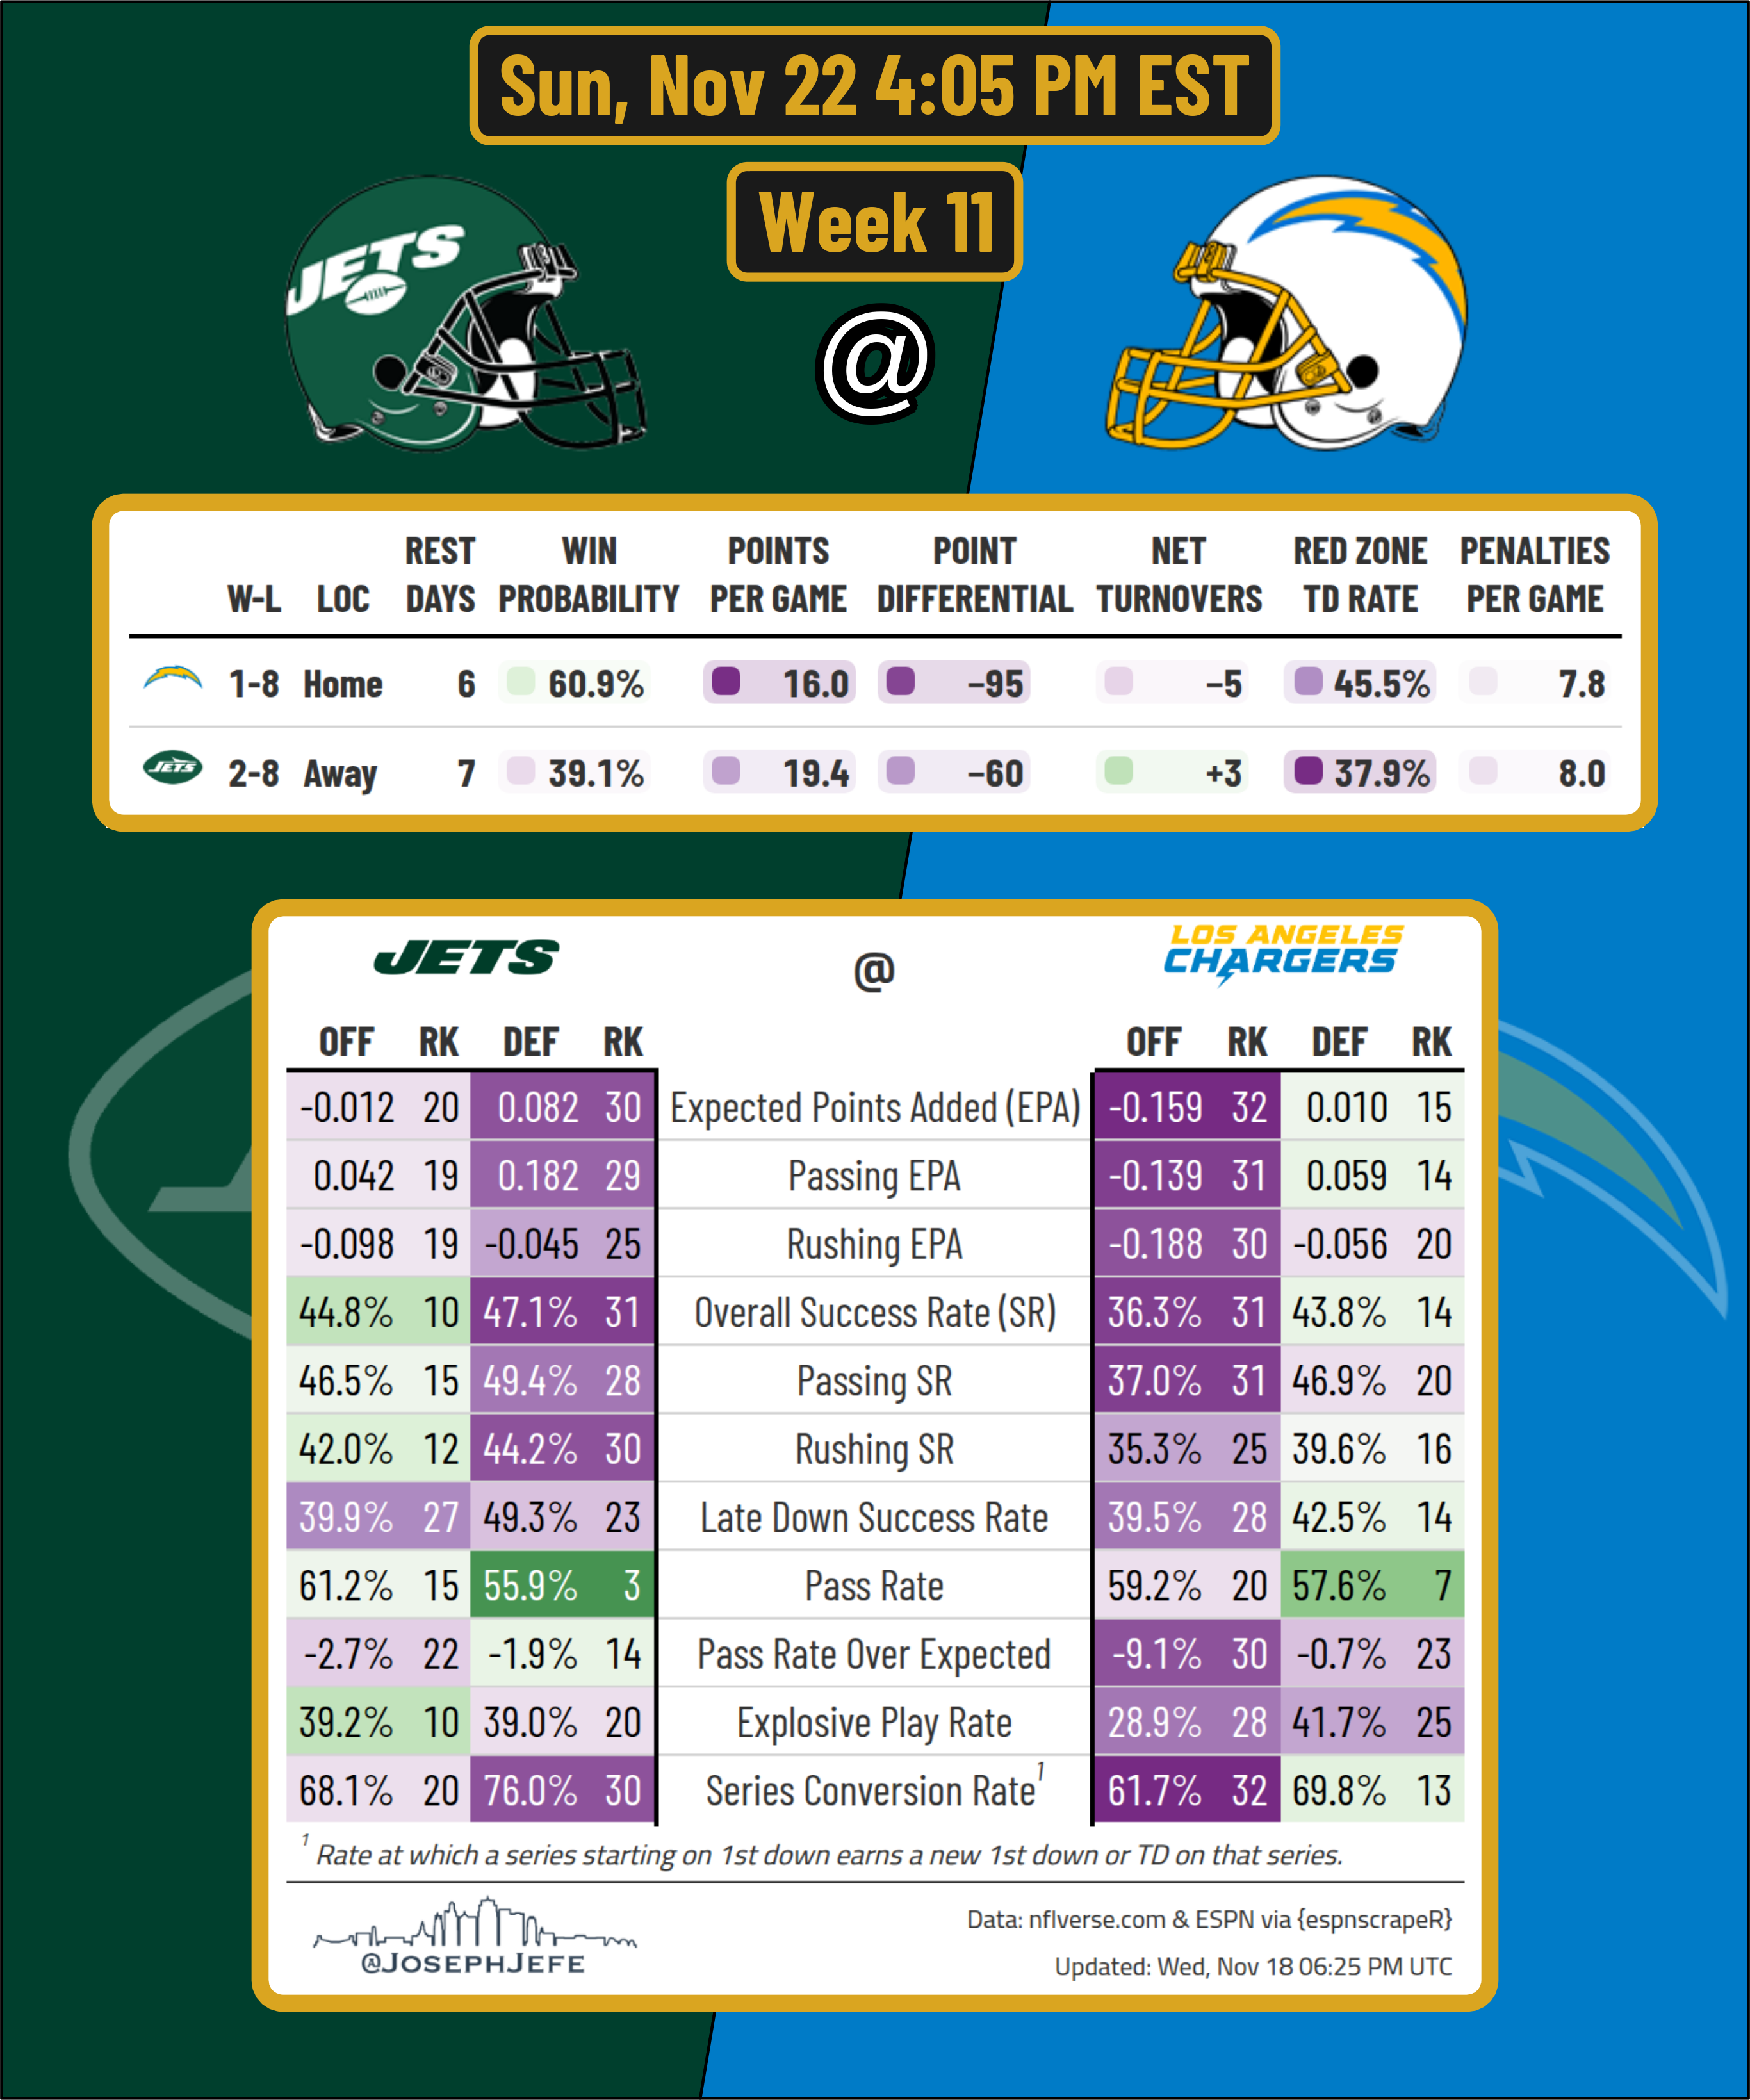 Sun, Nov 22 4:05 PM EST
Week 11
JETS
@
REST WIN POINTS POINT NET RED ZONE PENALTIES
W-L LOC DAYS PROBABILITY PER GAME DIFFERENTIAL TURNOVERS TD RATE PER GAME
1-8 Home 6 60.9% 16.0 −95 −5 45.5% 7.8
JETS 2-8 Away 7 39.1% 19.4 −60 +3 37.9% 8.0
JETS @ LOS ANGELES
CHARGERS
OFF RK DEF RK OFF RK DEF RK
-0.012 20 0.082 30 Expected Points Added (EPA) -0.159 32 0.010 15
0.042 19 0.182 29 Passing EPA -0.139 31 0.059 14
-0.098 19 -0.045 25 Rushing EPA -0.188 30 -0.056 20
44.8% 10 47.1% 31 Overall Success Rate (SR) 36.3% 31 43.8% 14
46.5% 15 49.4% 28 Passing SR 37.0% 31 46.9% 20
42.0% 12 44.2% 30 Rushing SR 35.3% 25 39.6% 16
39.9% 27 49.3% 23 Late Down Success Rate 39.5% 28 42.5% 14
61.2% 15 55.9% 3 Pass Rate 59.2% 20 57.6% 7
-2.7% 22 -1.9% 14 Pass Rate Over Expected -9.1% 30 -0.7% 23
39.2% 10 39.0% 20 Explosive Play Rate 28.9% 28 41.7% 25
68.1% 20 76.0% 30 Series Conversion Rate¹ 61.7% 32 69.8% 13
¹ Rate at which a series starting on 1st down earns a new 1st down or TD on that series.
@JOSEPHJEFE
Data: nflverse.com & ESPN via {espnscrapeR}
Updated: Wed, Nov 18 06:25 PM UTC